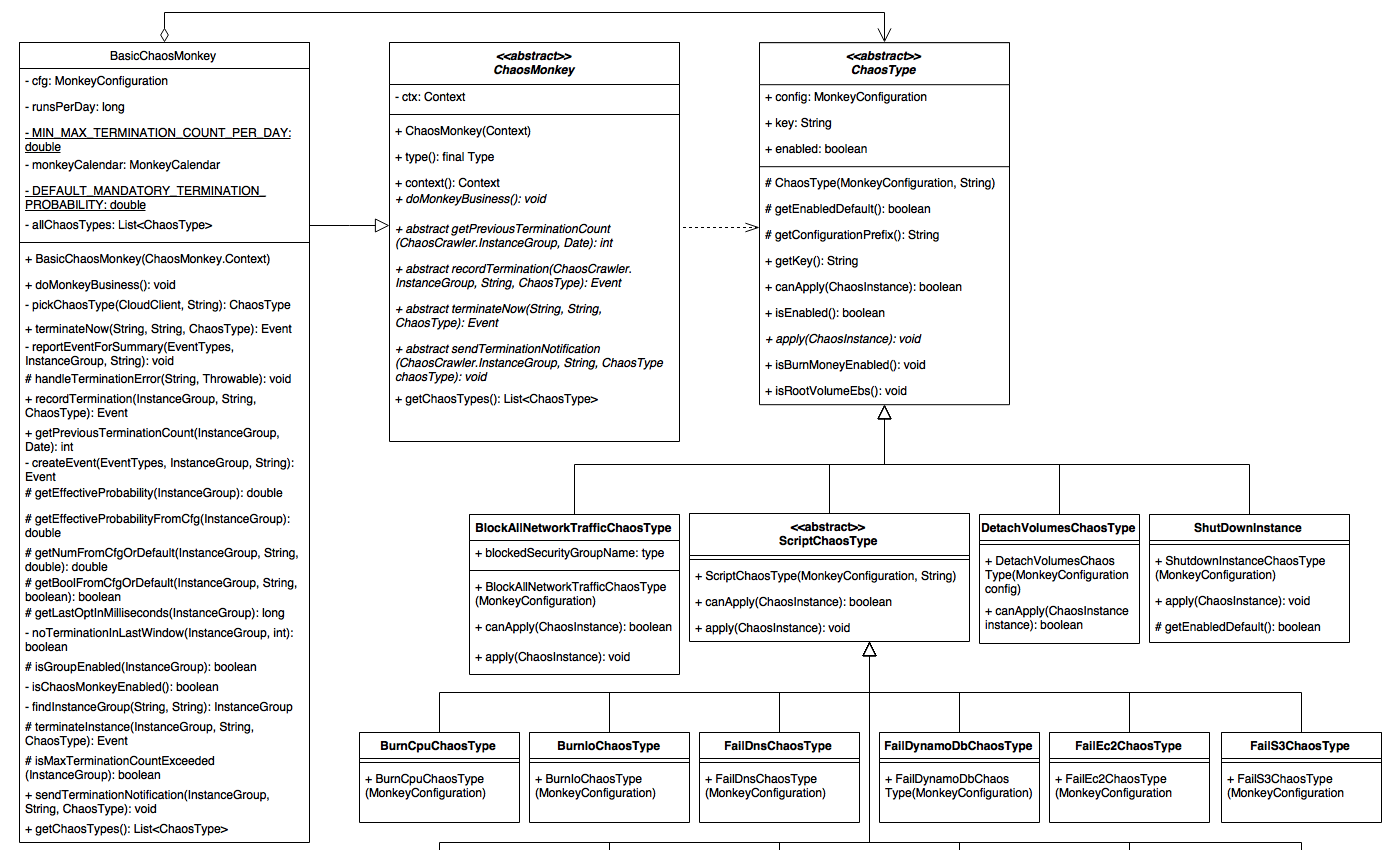 BasicChaosMonkey
- cfg: MonkeyConfiguration
- runsPerDay: long
- MIN_MAX_TERMINATION_COUNT_PER_DAY:
double
- monkeyCalendar: MonkeyCalendar
- DEFAULT_MANDATORY_TERMINATION_
PROBABILITY: double
- allChaosTypes: List<ChaosType>
+ BasicChaosMonkey(ChaosMonkey.Context)
+ doMonkeyBusiness(): void
- pickChaosType(CloudClient, String): ChaosType
+ terminateNow(String, String, ChaosType): Event
- reportEventForSummary(EventTypes,
InstanceGroup, String): void
# handleTerminationError(String, Throwable): void
+ recordTermination(InstanceGroup, String,
ChaosType): Event
+ getPreviousTerminationCount(InstanceGroup,
Date): int
- createEvent(EventTypes, InstanceGroup, String):
Event
# getEffectiveProbability(InstanceGroup): double
# getEffectiveProbabilityFromCfg(InstanceGroup):
double
# getNumFromCfgOrDefault(InstanceGroup, String,
double): double
# getBoolFromCfgOrDefault(InstanceGroup, String,
boolean): boolean
# getLastOptInMilliseconds(InstanceGroup): long
- noTerminationInLastWindow(InstanceGroup, int):
boolean
# isGroupEnabled(InstanceGroup): boolean
- isChaosMonkeyEnabled(): boolean
- findInstanceGroup(String, String): InstanceGroup
# terminateInstance(InstanceGroup, String,
ChaosType): Event
# isMaxTerminationCountExceeded
(InstanceGroup): boolean
+ sendTerminationNotification(InstanceGroup,
String, ChaosType): void
+ getChaosTypes(): List<ChaosType>
<<abstract>>
ChaosMonkey
- ctx: Context
+ ChaosMonkey(Context)
+ type(): final Type
+ context(): Context
+ doMonkeyBusiness(): void
+ abstract getPreviousTerminationCount
(ChaosCrawler.InstanceGroup, Date): int
+ abstract recordTermination(ChaosCrawler.
InstanceGroup, String, ChaosType): Event
+ abstract terminateNow(String, String,
ChaosType): Event
+ abstract sendTerminationNotification
(ChaosCrawler.InstanceGroup, String, ChaosType
chaosType): void
+ getChaosTypes(): List<ChaosType>
<<abstract>>
ChaosType
+ config: MonkeyConfiguration
+ key: String
+ enabled: boolean
# ChaosType(MonkeyConfiguration, String)
# getEnabledDefault(): boolean
# getConfigurationPrefix(): String
+ getKey(): String
+ canApply(ChaosInstance): boolean
+ isEnabled(): boolean
+ apply(ChaosInstance): void
+ isBurnMoneyEnabled(): void
+ isRootVolumeEbs(): void
BlockAllNetworkTrafficChaosType
+ blockedSecurityGroupName: type
+ BlockAllNetworkTrafficChaosType
(MonkeyConfiguration)
+ canApply(ChaosInstance): boolean
+ apply(ChaosInstance): void
<<abstract>>
ScriptChaosType
+ ScriptChaosType(MonkeyConfiguration, String)
+ canApply(ChaosInstance): boolean
+ apply(ChaosInstance): void
DetachVolumesChaosType
+ DetachVolumesChaos
Type(MonkeyConfiguration
config)
+ canApply(ChaosInstance
instance): boolean
ShutDownInstance
+ ShutdownInstanceChaosType
(MonkeyConfiguration)
+ apply(ChaosInstance): void
# getEnabledDefault(): boolean
BurnCpuChaosType
+ BurnCpuChaosType
(MonkeyConfiguration)
BurnIoChaosType
+ BurnIoChaosType
(MonkeyConfiguration)
FailDnsChaosType
+ FailDnsChaosType
(MonkeyConfiguration)
FailDynamoDbChaosType
+ FailDynamoDbChaos
Type(MonkeyConfiguration)
FailEc2ChaosType
+ FailEc2ChaosType
(MonkeyConfiguration
FailS3ChaosType
+ FailS3ChaosType
(MonkeyConfiguration